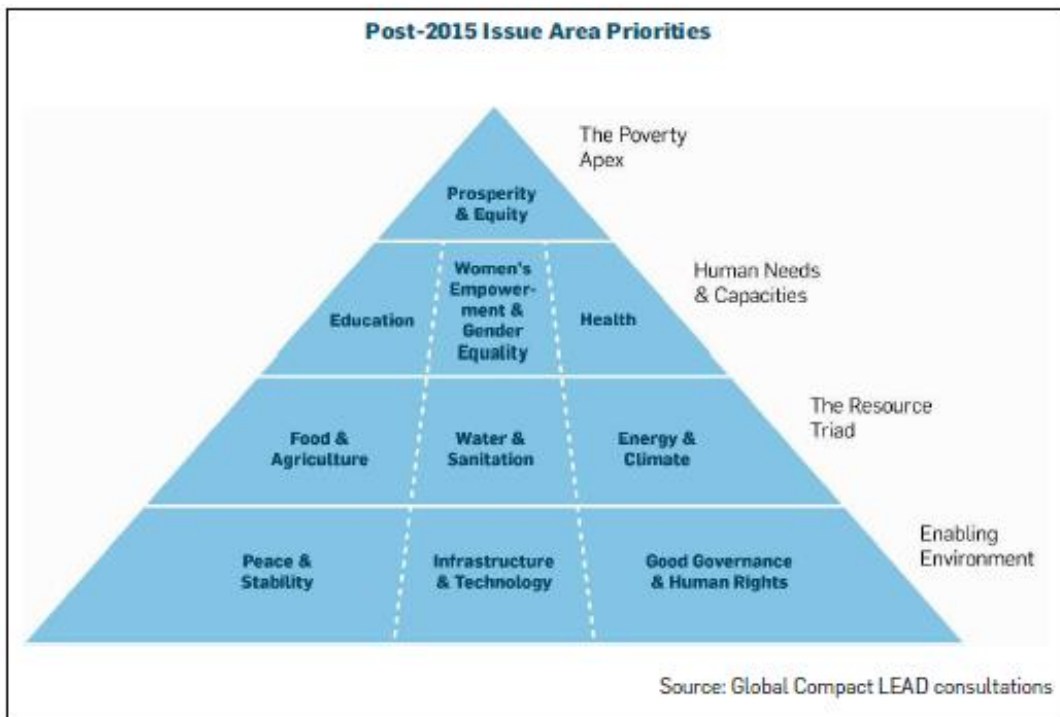 Post-2015 Issue Area Priorities
The Poverty
Apex
Prosperity
& Equity
Human Needs
& Capacities
Education
Women's
Empower-
ment &
Gender
Equality
Health
The Resource
Triad
Food &
Agriculture
Water &
Sanitation
Energy &
Climate
Enabling
Environment
Peace &
Stability
Infrastructure
& Technology
Good Governance
& Human Rights
Source: Global Compact LEAD consultations